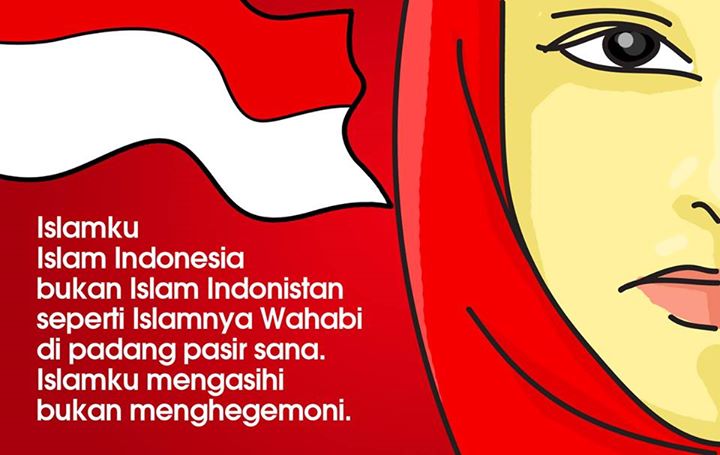 Islamku
Islam Indonesia
bukan Islam Indonistan
seperti Islamnya Wahabi
di padang pasir sana.
Islamku mengasihi
bukan menghegemoni.